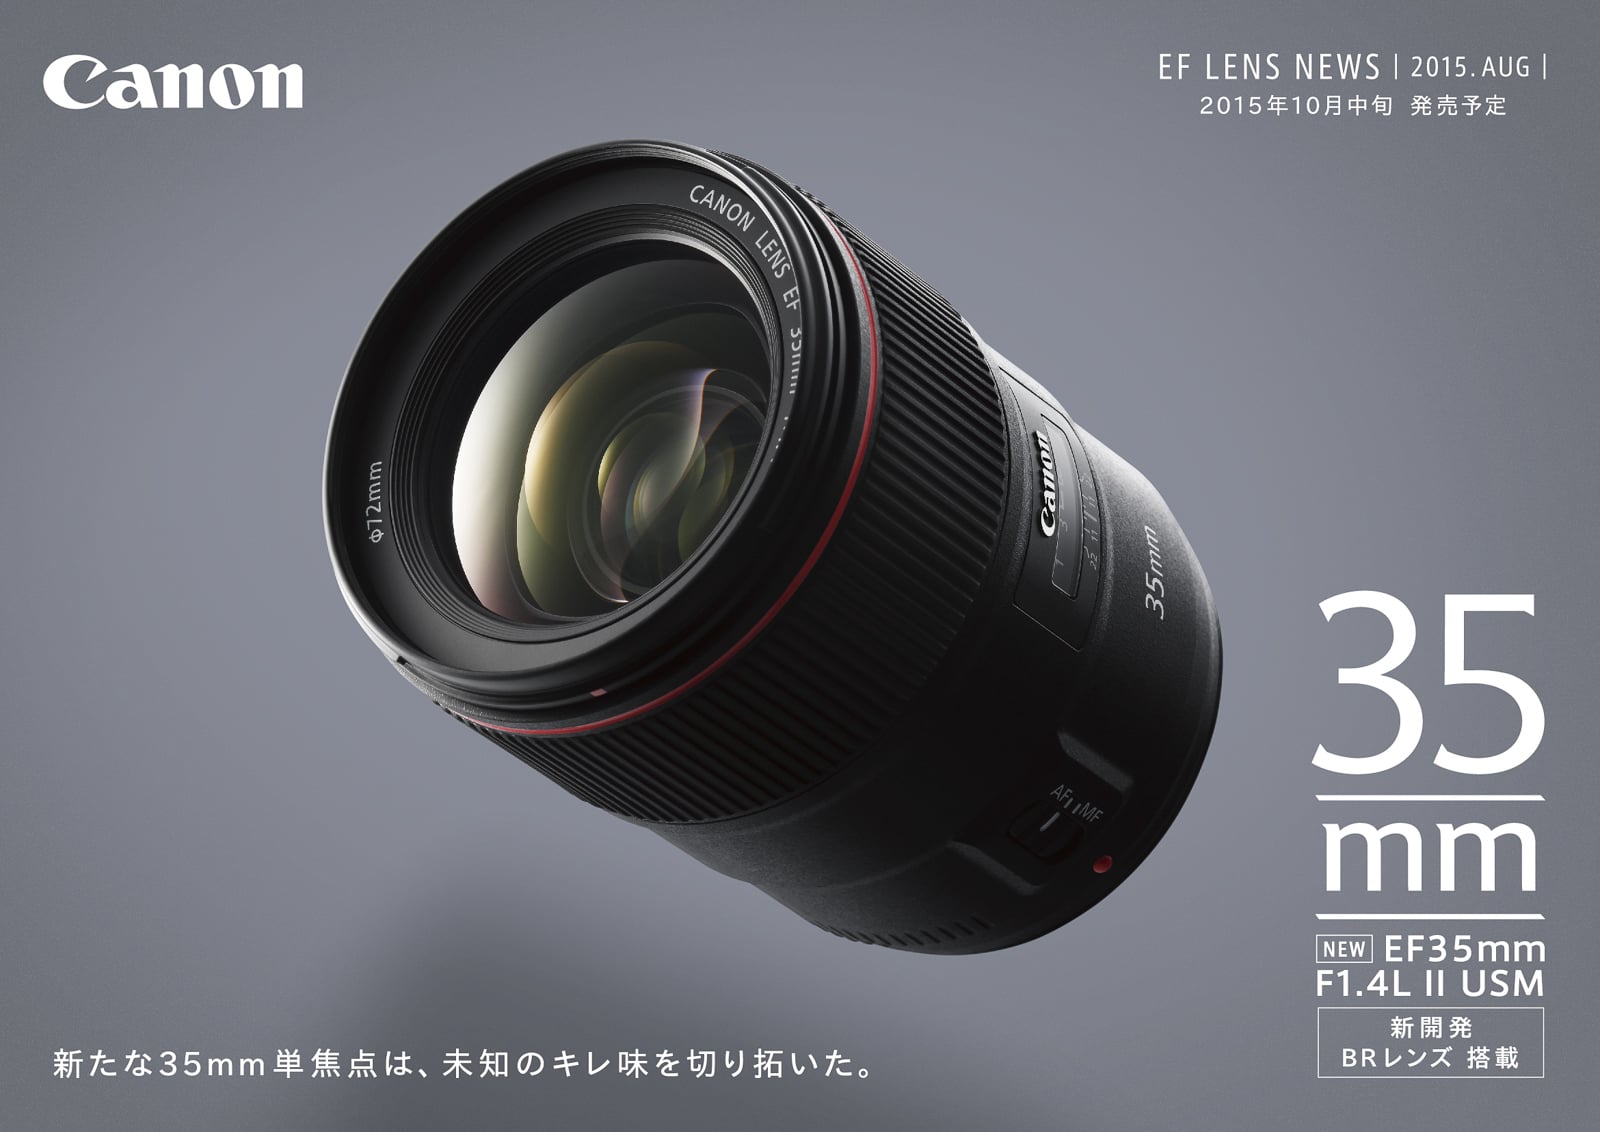 Canon
EF LENS NEWS | 2015.AUG |
2015年10月中旬 発売予定
CANON LENS EF 35mm
Φ72mm
Canon
35mm
AF MF
35
mm
NEW EF35mm
F1.4L II USM
新開発
BRレンズ 搭載
新たな35mm単焦点は、未知のキレ味を切り拓いた。